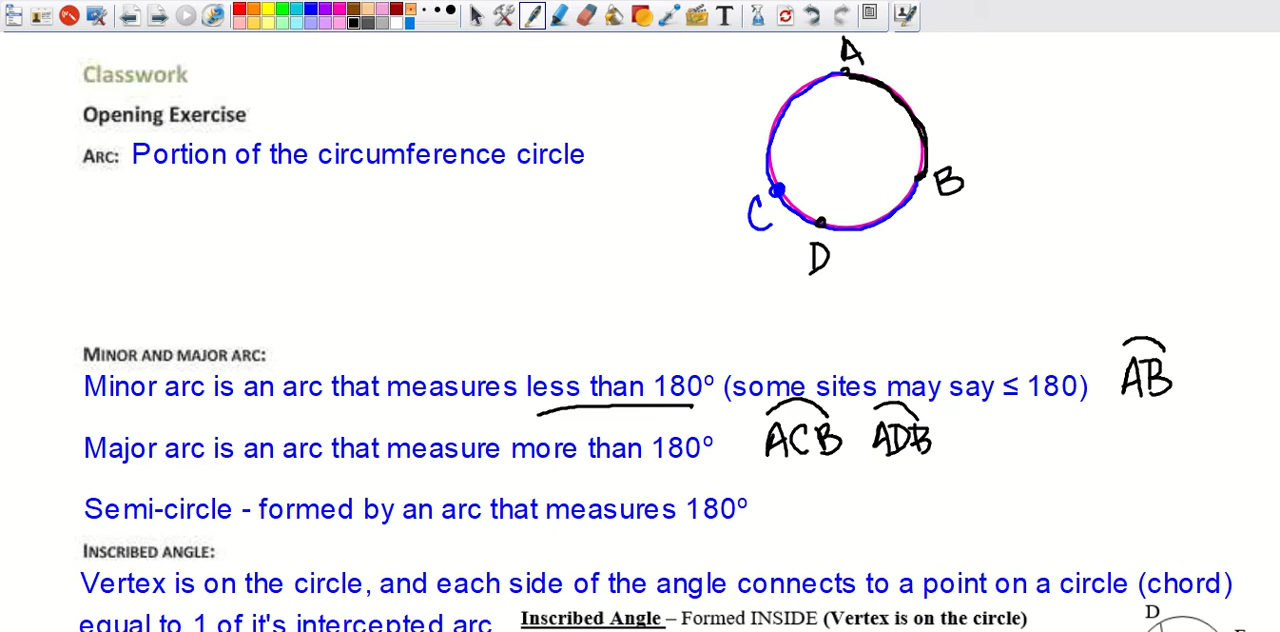 Classwork
A
Opening Exercise
ARC: Portion of the circumference circle
B
C
D
MINOR AND MAJOR ARC:
Minor arc is an arc that measures less than 180º (some sites may say ≤ 180) AB
Major arc is an arc that measure more than 180º ACB ADB
Semi-circle - formed by an arc that measures 180º
INSCRIBED ANGLE:
Vertex is on the circle, and each side of the angle connects to a point on a circle (chord)
equal to 1 of it's intercepted arc Inscribed Angle – Formed INSIDE (Vertex is on the circle)
D